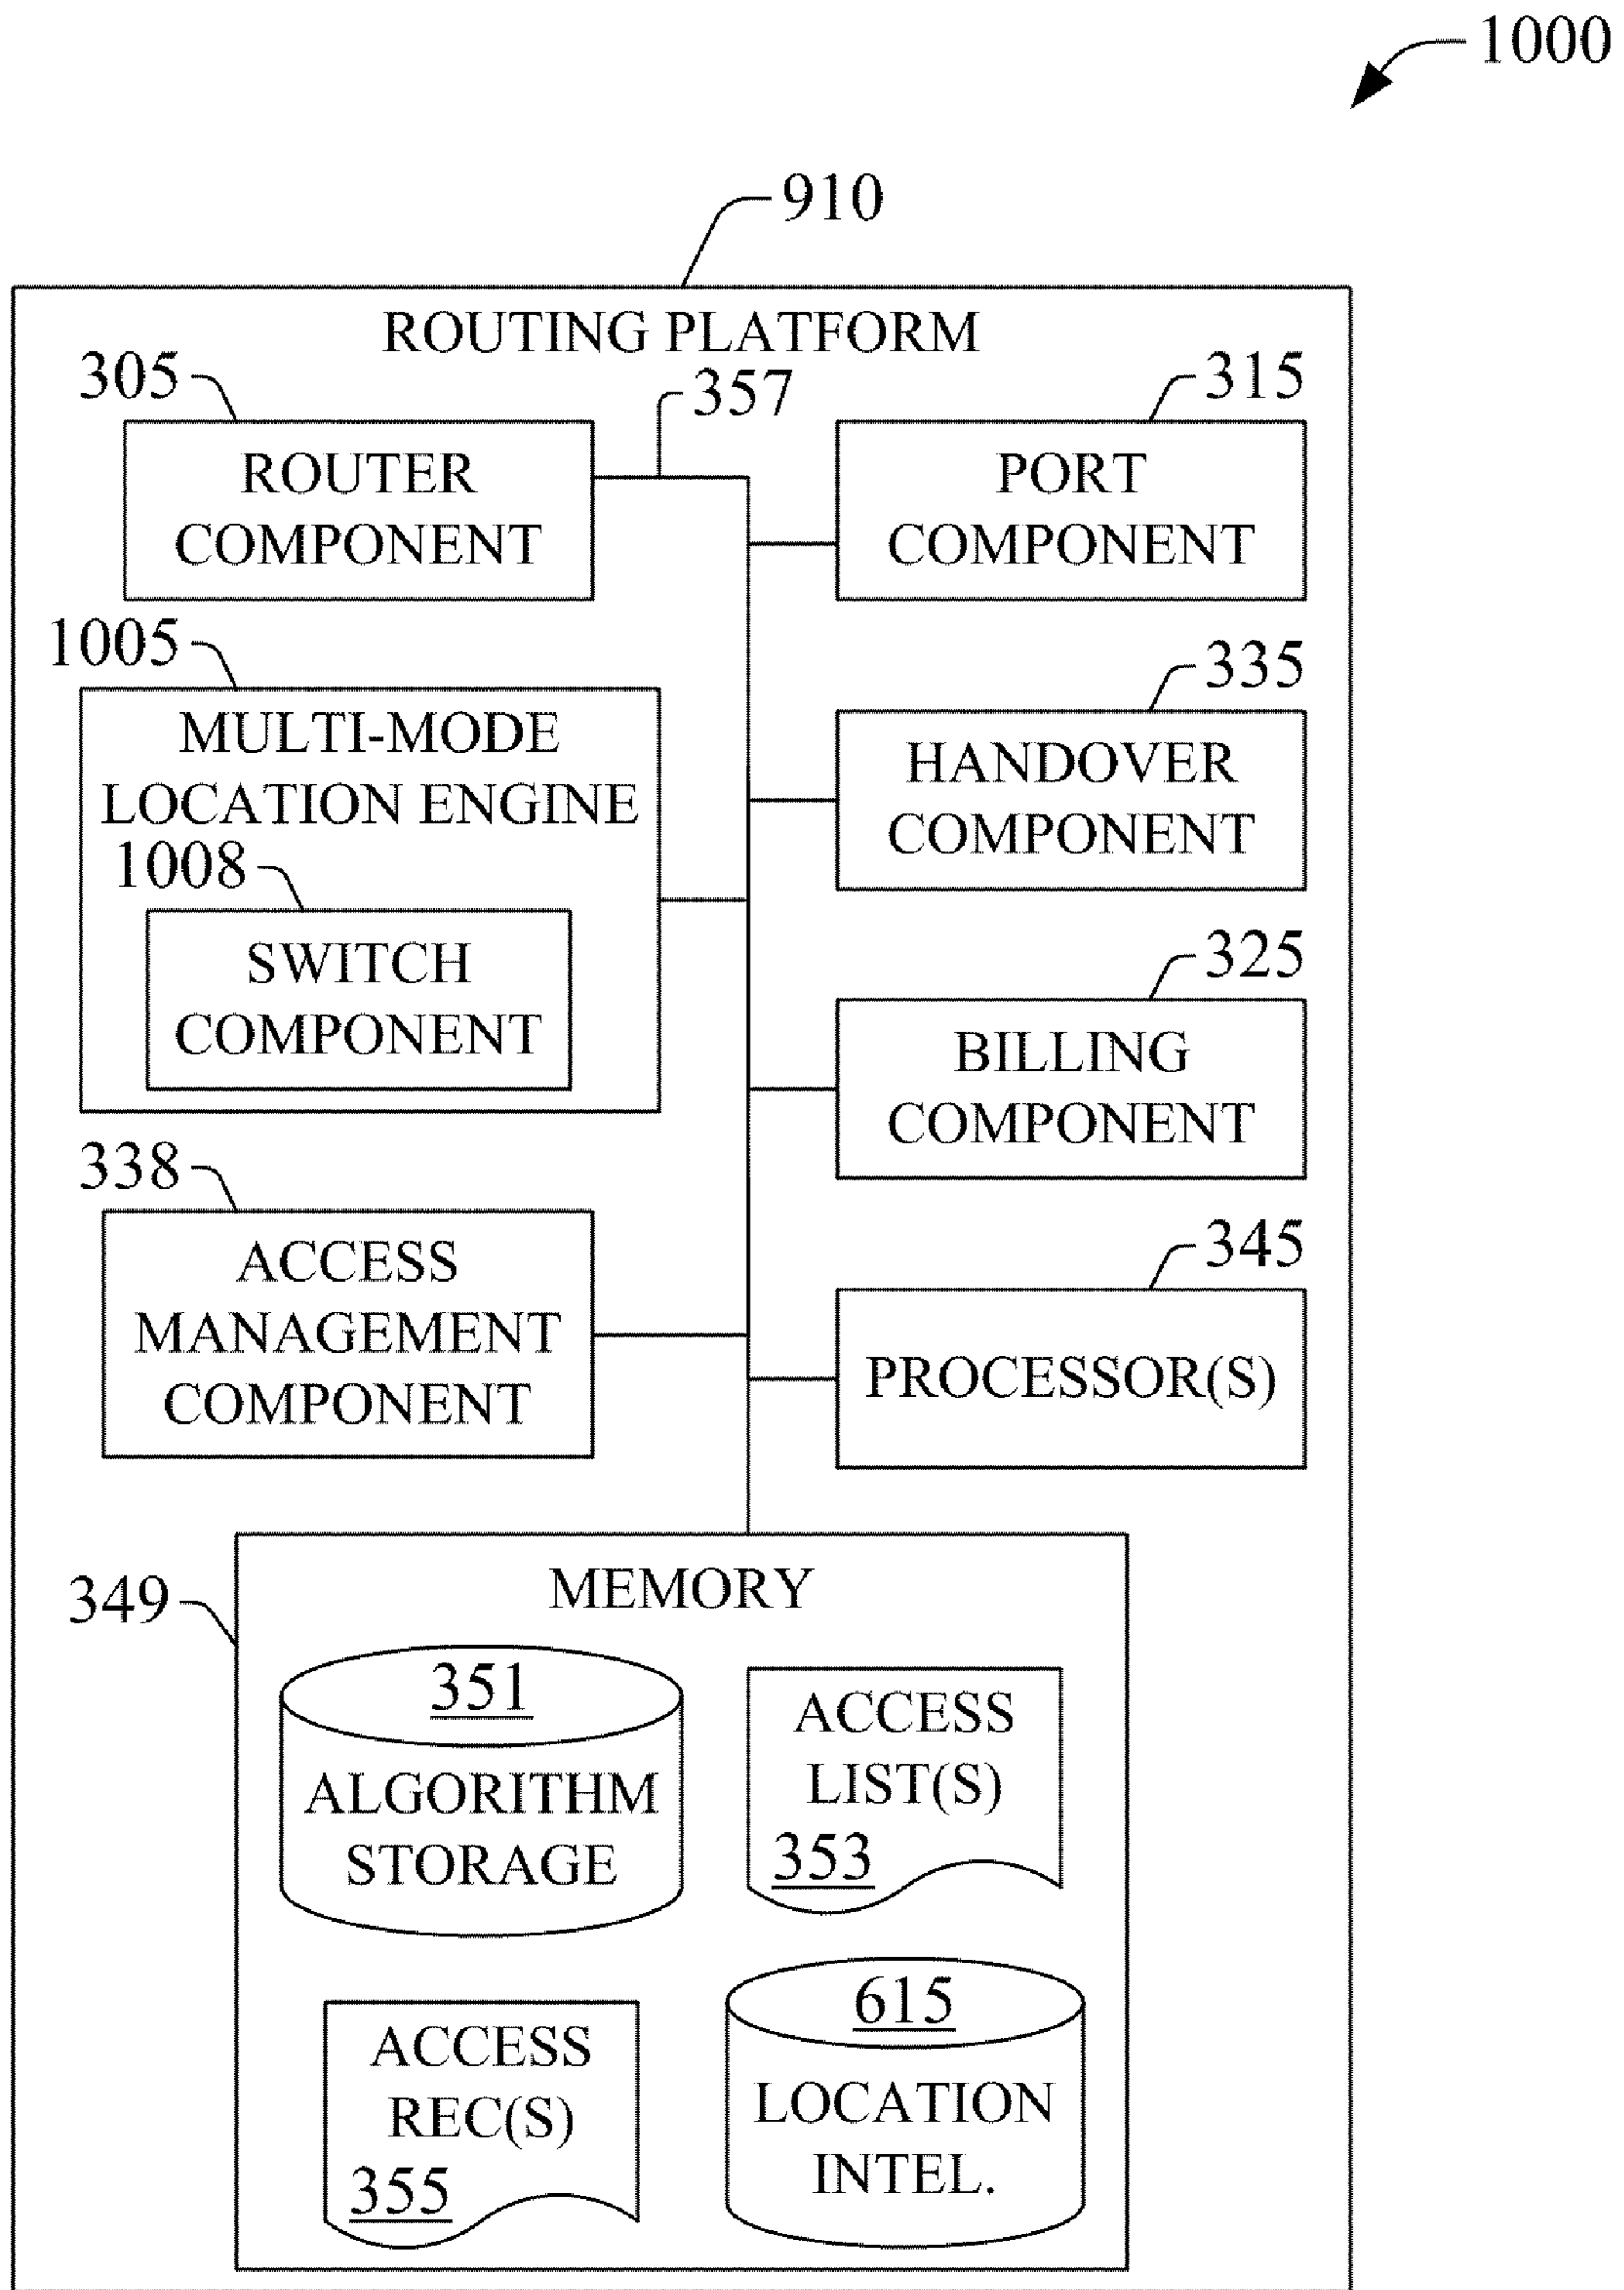 1000
910
ROUTING PLATFORM
305
357
315
ROUTER
COMPONENT
PORT
COMPONENT
1005
335
MULTI-MODE
LOCATION ENGINE
HANDOVER
COMPONENT
1008
SWITCH
COMPONENT
325
BILLING
COMPONENT
338
345
ACCESS
MANAGEMENT
COMPONENT
PROCESSOR(S)
349
MEMORY
351
ALGORITHM
STORAGE
ACCESS
LIST(S)
353
ACCESS
REC(S)
355
615
LOCATION
INTEL.